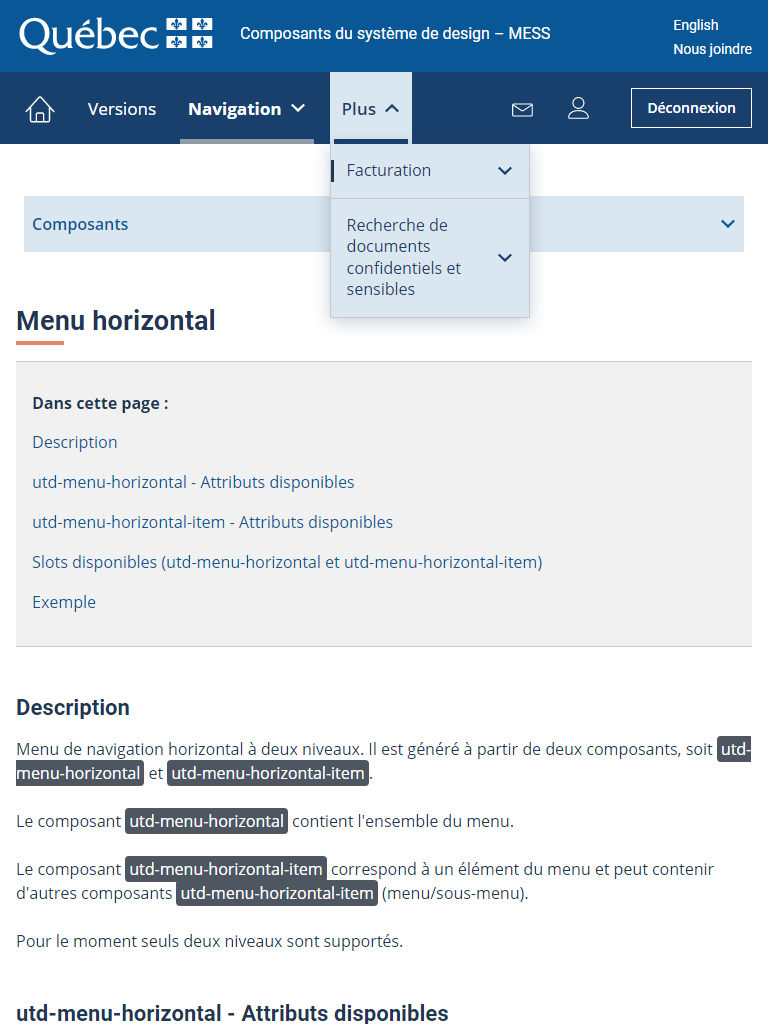 Québec
Composants du système de design – MESS
English
Nous joindre
Versions
Navigation
Plus
Déconnexion
Facturation
Recherche de
documents
confidentiels et
sensibles
Composants
Menu horizontal
Dans cette page :
Description
utd-menu-horizontal - Attributs disponibles
utd-menu-horizontal-item - Attributs disponibles
Slots disponibles (utd-menu-horizontal et utd-menu-horizontal-item)
Exemple
Description
Menu de navigation horizontal à deux niveaux. Il est généré à partir de deux composants, soit utd-
menu-horizontal et utd-menu-horizontal-item.
Le composant utd-menu-horizontal contient l'ensemble du menu.
Le composant utd-menu-horizontal-item correspond à un élément du menu et peut contenir
d'autres composants utd-menu-horizontal-item (menu/sous-menu).
Pour le moment seuls deux niveaux sont supportés.
utd-menu-horizontal - Attributs disponibles